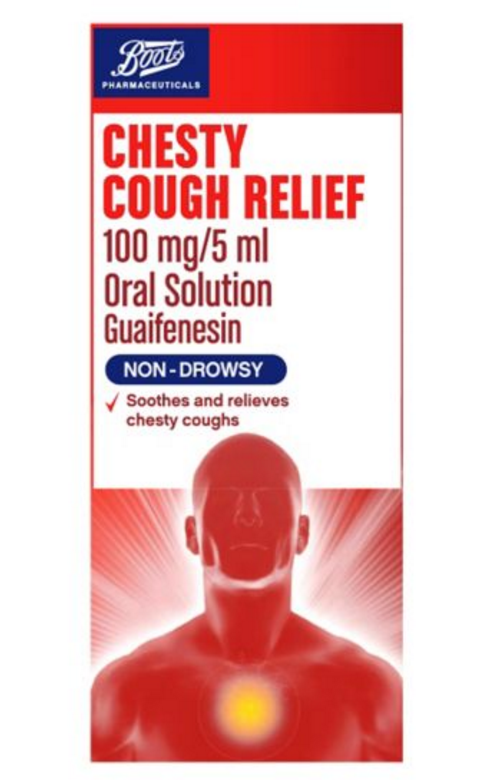 Boots
PHARMACEUTICALS
CHESTY
COUGH RELIEF
100 mg/5 ml
Oral Solution
Guaifenesin
NON-DROWSY
Soothes and relieves
chesty coughs